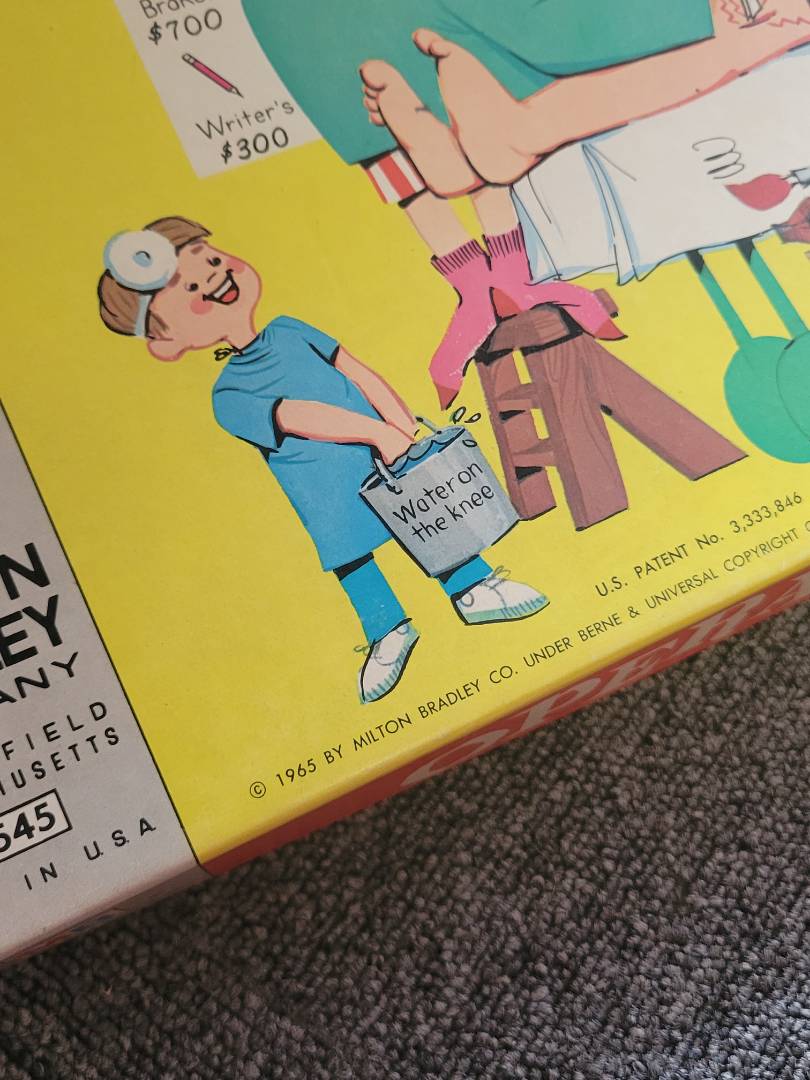 $700
Writer's
$300
Water on
the knee
U.S. PATENT No. 3,333,846
© 1965 BY MILTON BRADLEY CO. UNDER BERNE & UNIVERSAL COPYRIGHT
ANY
FIELD
USETTS
545
IN U.S.A
OPERA